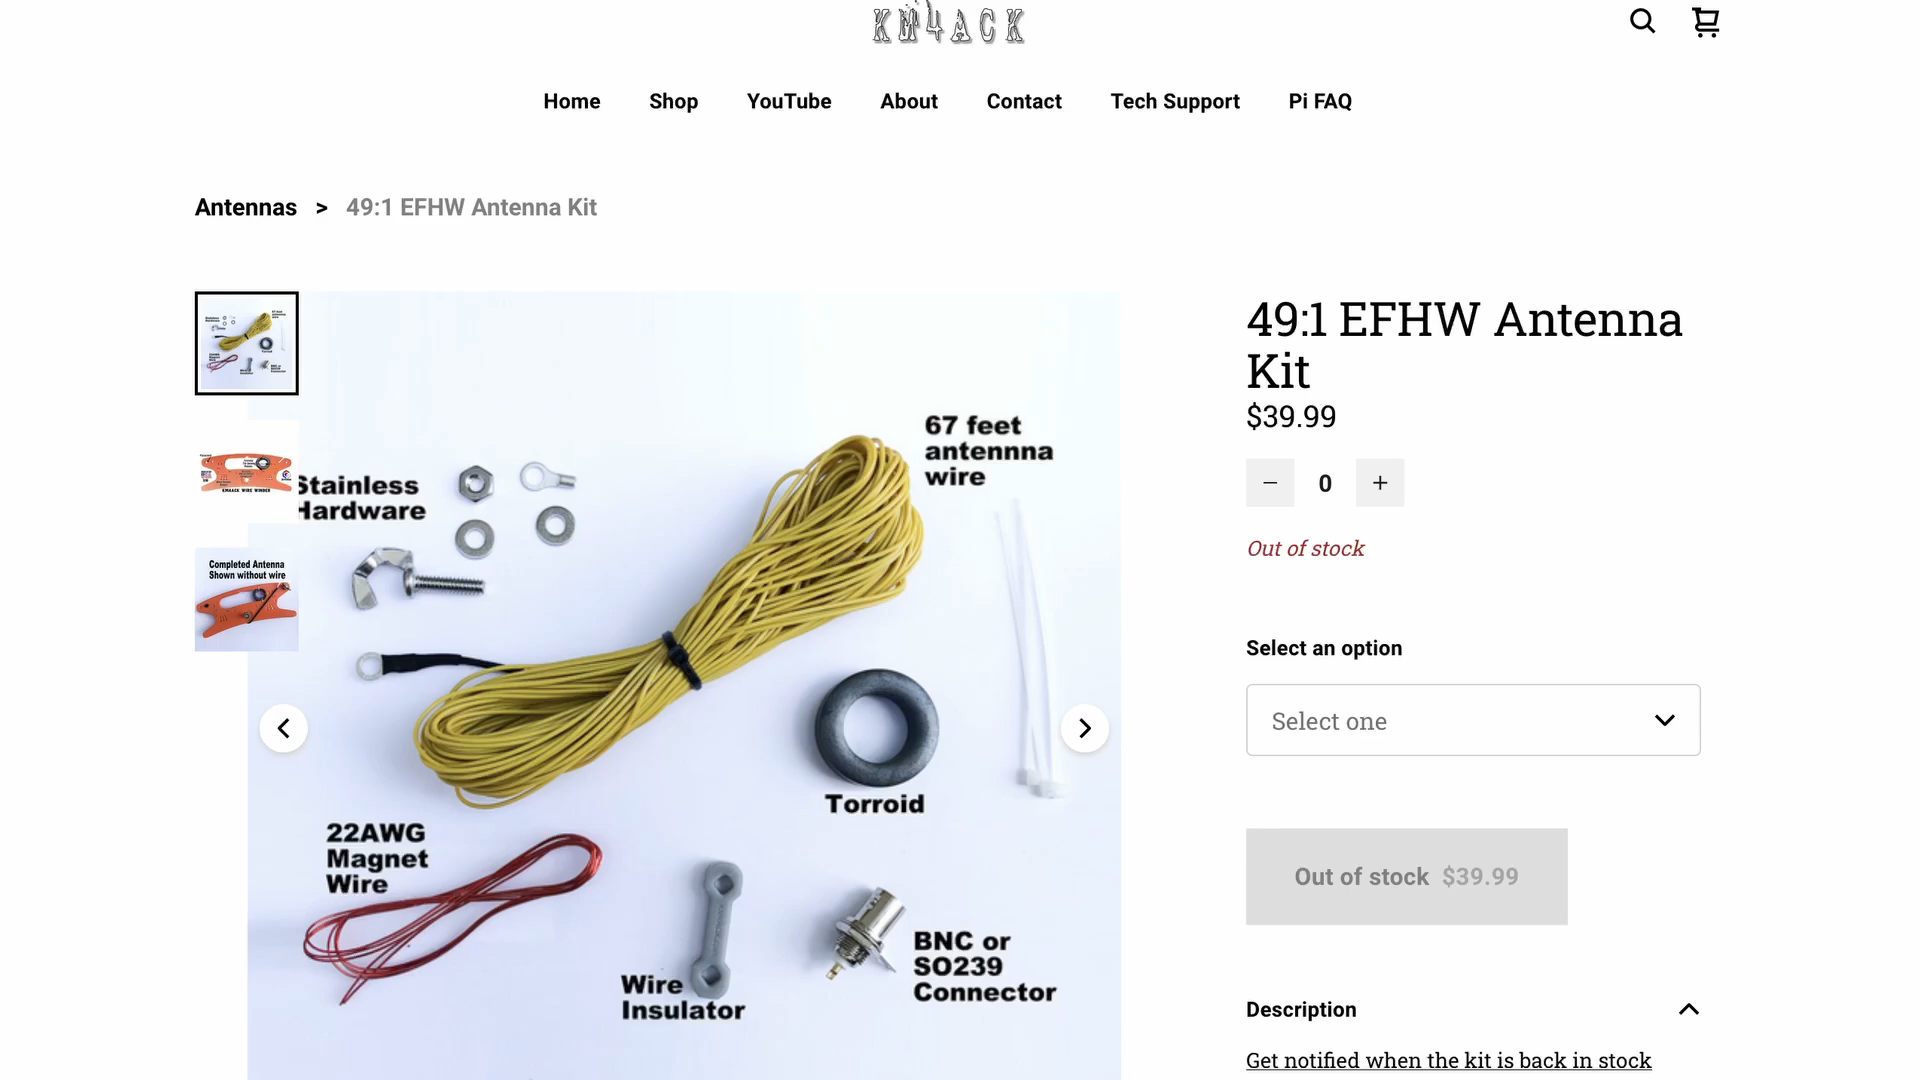 KM4ACK
Home Shop YouTube About Contact Tech Support Pi FAQ
Antennas > 49:1 EFHW Antenna Kit
Stainless
Hardware
67 feet
antennna
wire
Torroid
22AWG
Magnet
Wire
Wire
Insulator
BNC or
SO239
Connector
KM4ACK WIRE WINDER
Completed Antenna
Shown without wire
49:1 EFHW Antenna
Kit
$39.99
− 0 +
Out of stock
Select an option
Select one
Out of stock $39.99
Description
Get notified when the kit is back in stock